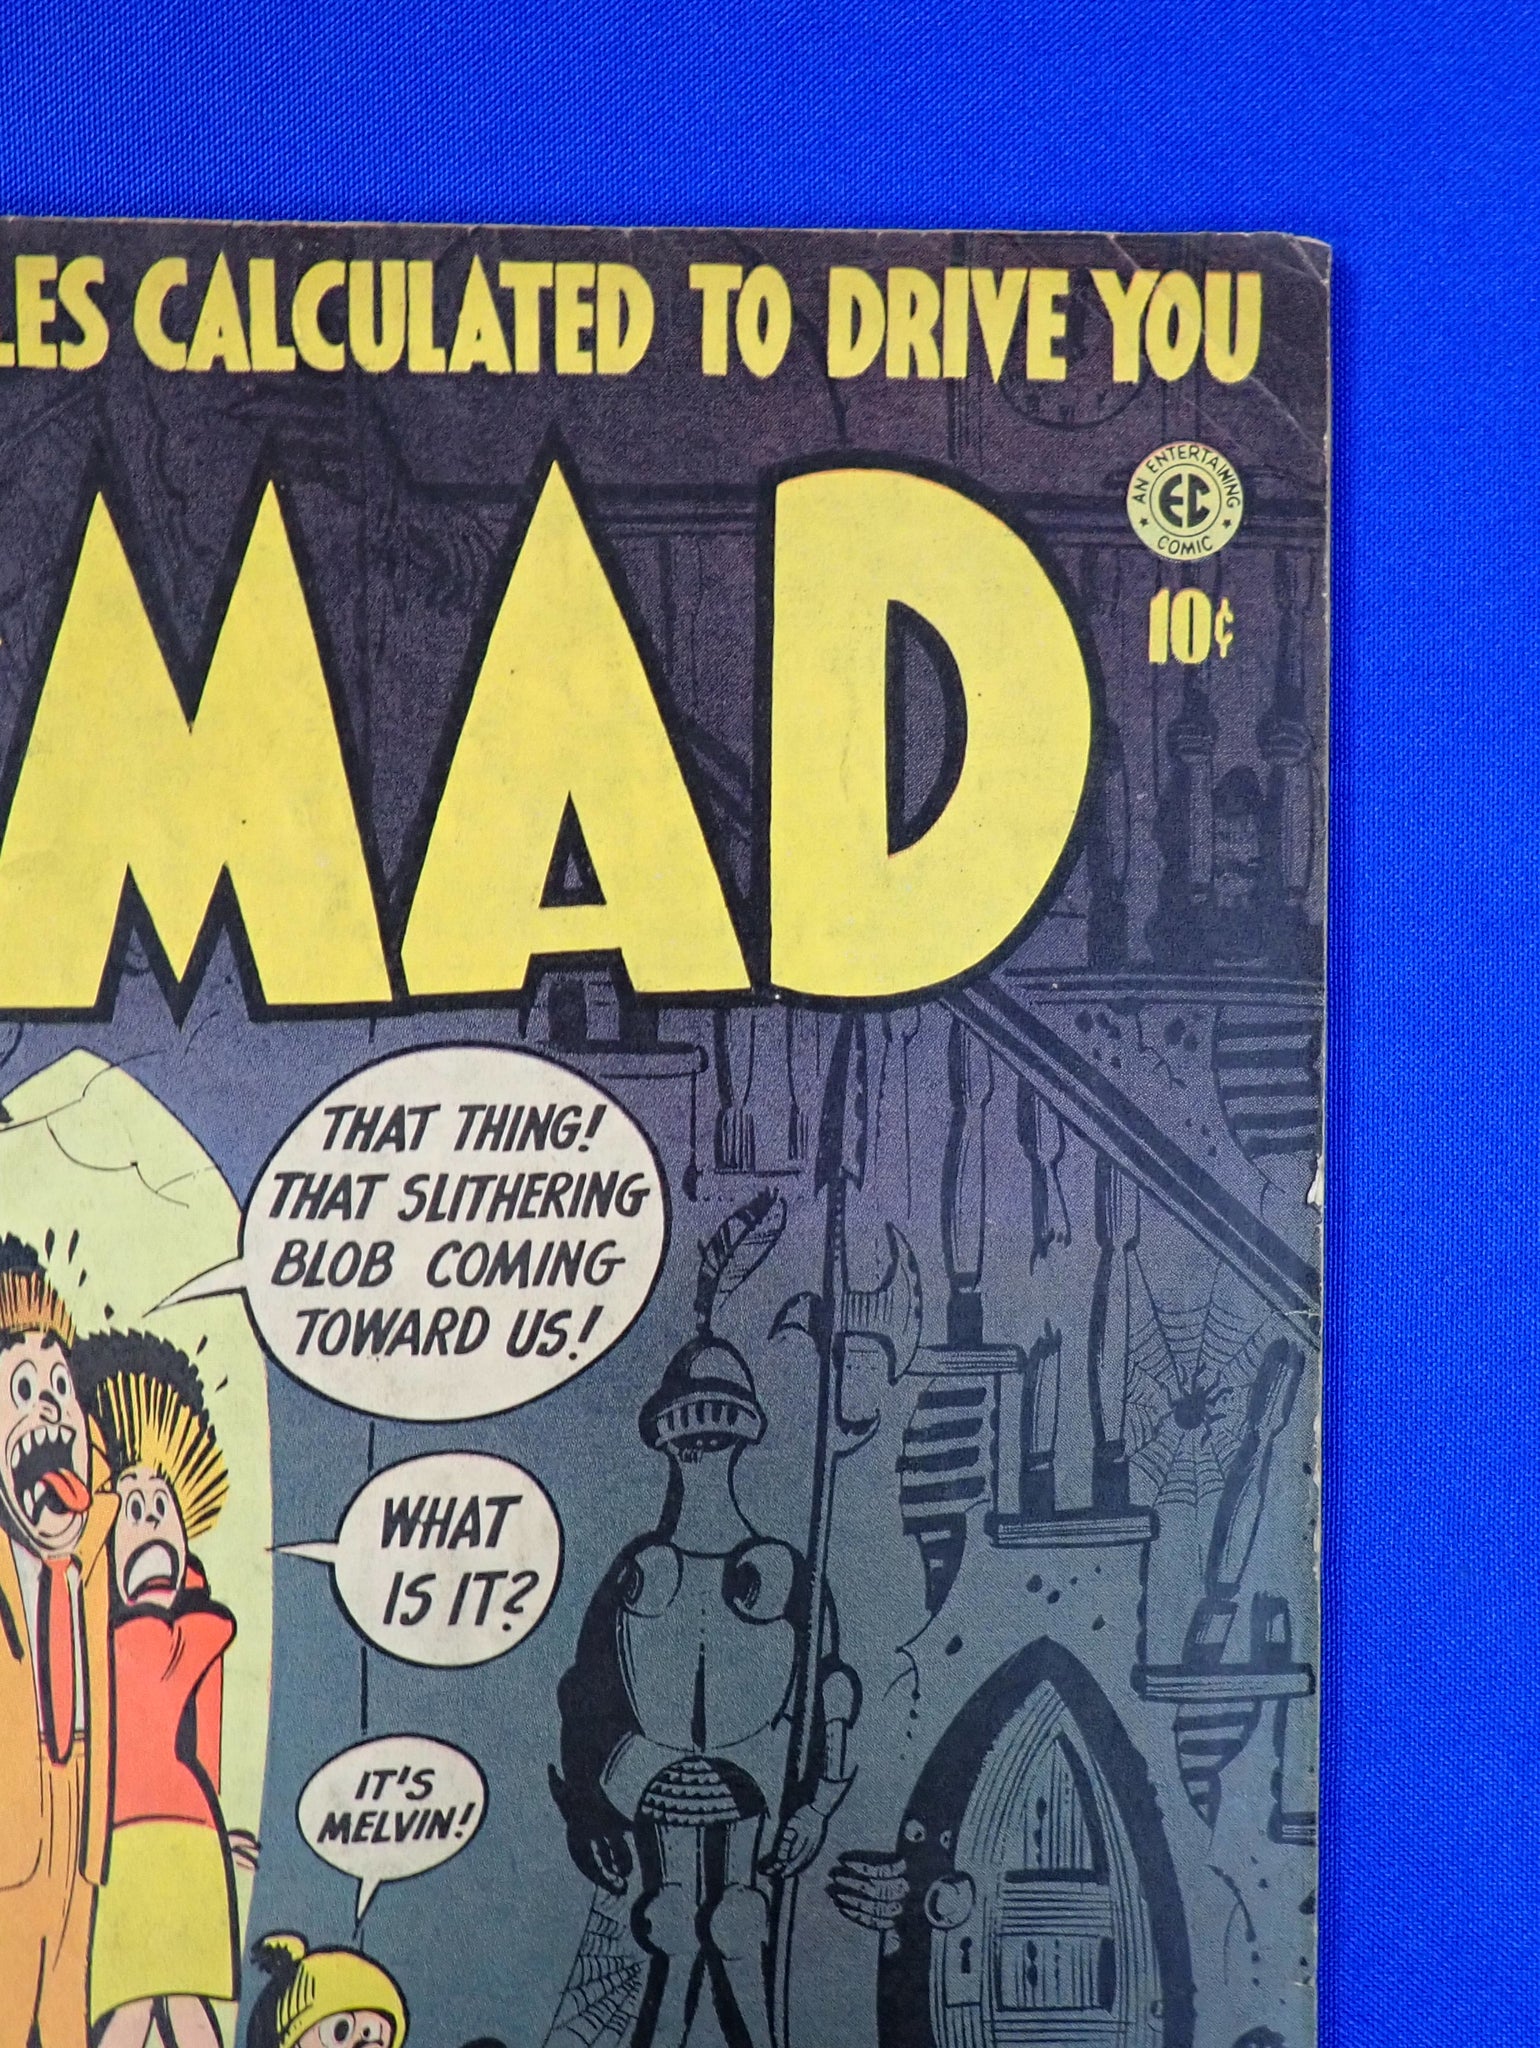 LES CALCULATED TO DRIVE YOU
MAD
AN ENTERTAINING
EC
COMIC
10¢
THAT THING!
THAT SLITHERING
BLOB COMING
TOWARD US!
WHAT
IS IT?
IT'S
MELVIN!